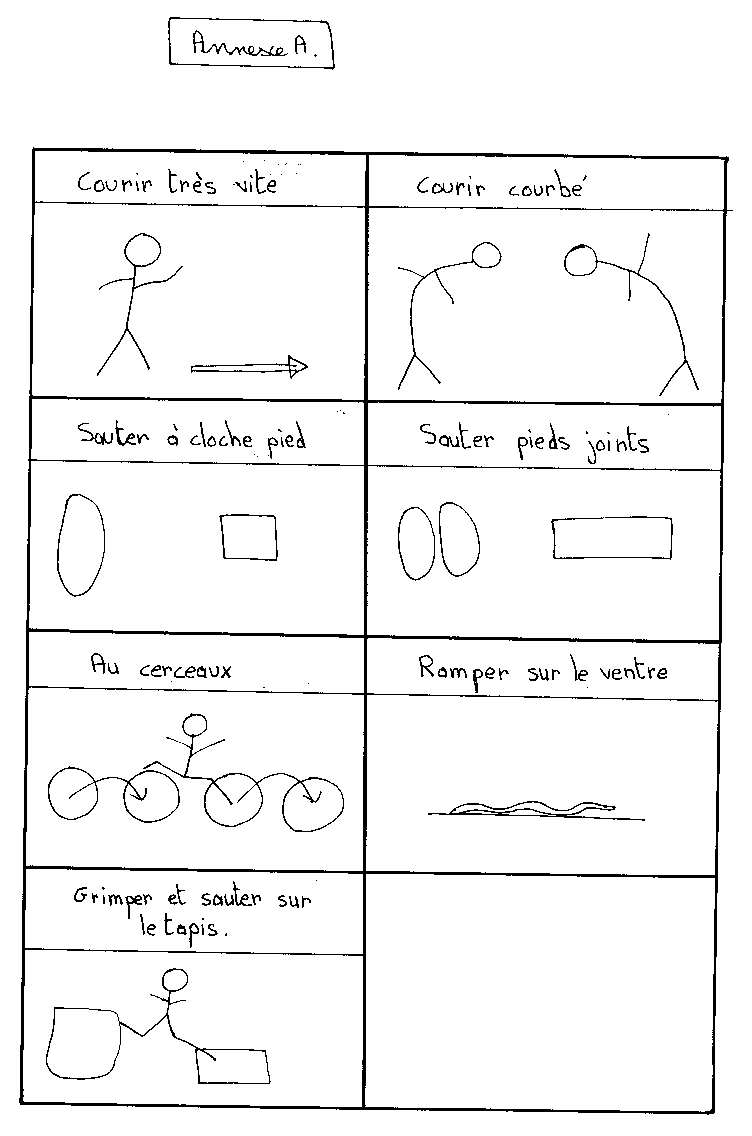 Annexe A.
Courir très vite
Courir courbé
Sauter à cloche pied
Sauter pieds joints
Au cerceaux
Ramper sur le ventre
Grimper et sauter sur
le tapis.